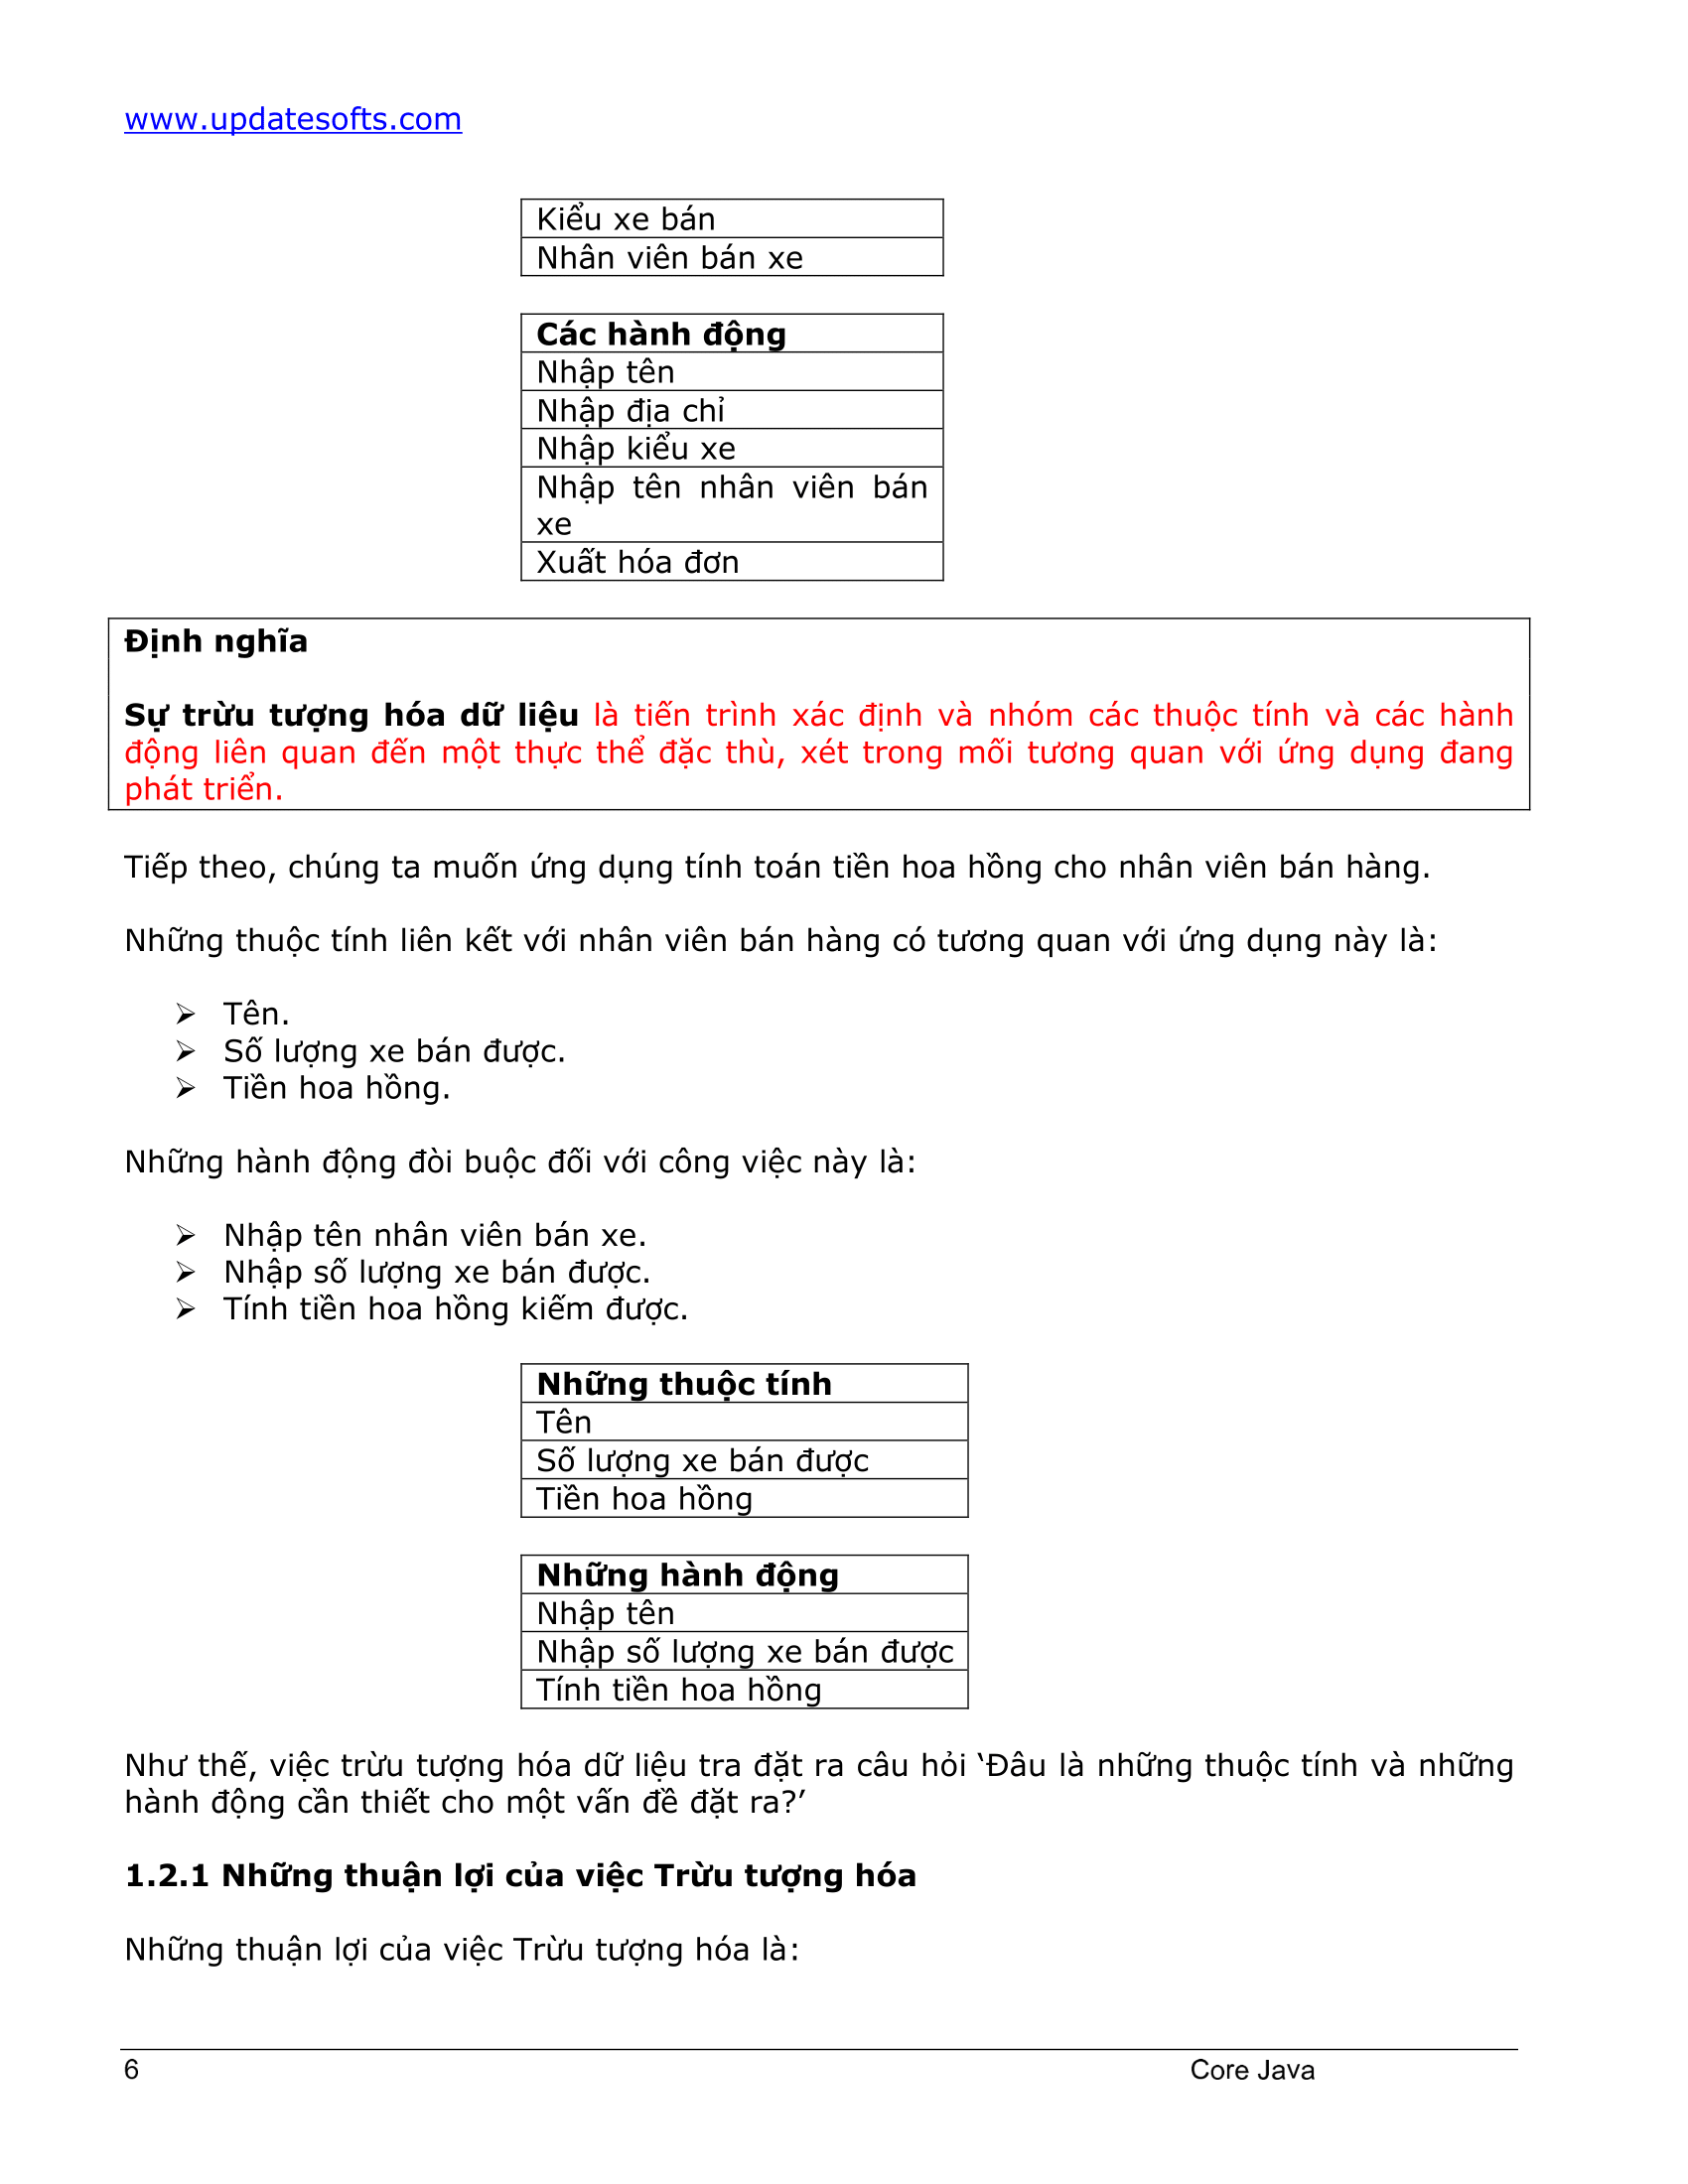 www.updatesofts.com
Kiểu xe bán
Nhân viên bán xe
Các hành động
Nhập tên
Nhập địa chỉ
Nhập kiểu xe
Nhập tên nhân viên bán
xe
Xuất hóa đơn
Định nghĩa
Sự trừu tượng hóa dữ liệu là tiến trình xác định và nhóm các thuộc tính và các hành
động liên quan đến một thực thể đặc thù, xét trong mối tương quan với ứng dụng đang
phát triển.
Tiếp theo, chúng ta muốn ứng dụng tính toán tiền hoa hồng cho nhân viên bán hàng.
Những thuộc tính liên kết với nhân viên bán hàng có tương quan với ứng dụng này là:
➢ Tên.
➢ Số lượng xe bán được.
➢ Tiền hoa hồng.
Những hành động đòi buộc đối với công việc này là:
➢ Nhập tên nhân viên bán xe.
➢ Nhập số lượng xe bán được.
➢ Tính tiền hoa hồng kiếm được.
Những thuộc tính
Tên
Số lượng xe bán được
Tiền hoa hồng
Những hành động
Nhập tên
Nhập số lượng xe bán được
Tính tiền hoa hồng
Như thế, việc trừu tượng hóa dữ liệu tra đặt ra câu hỏi ‘Đâu là những thuộc tính và những
hành động cần thiết cho một vấn đề đặt ra?’
1.2.1 Những thuận lợi của việc Trừu tượng hóa
Những thuận lợi của việc Trừu tượng hóa là:
6 Core Java